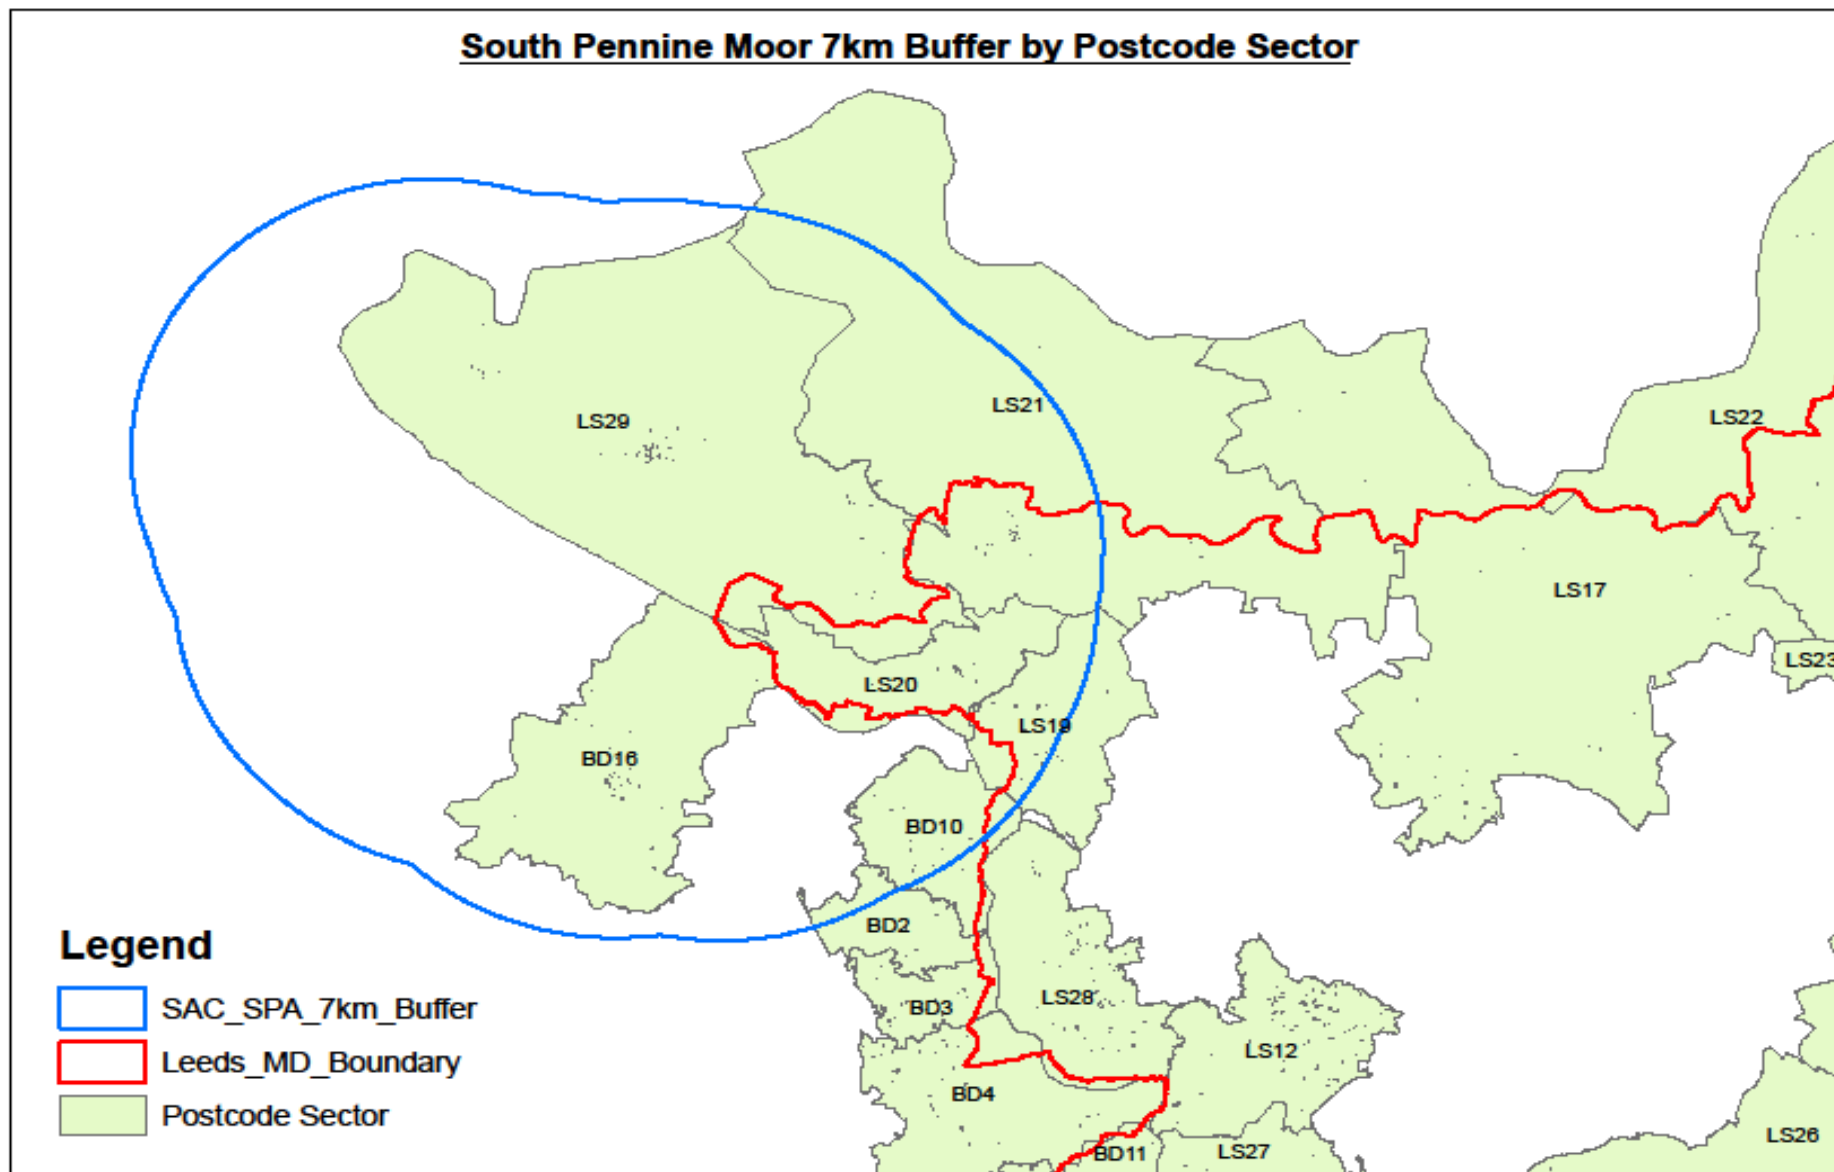 South Pennine Moor 7km Buffer by Postcode Sector
LS21
LS29
LS22
LS17
LS23
LS20
LS19
BD16
BD10
BD2
LS28
BD3
LS12
BD4
LS26
BD11
LS27
Legend
SAC_SPA_7km_Buffer
Leeds_MD_Boundary
Postcode Sector